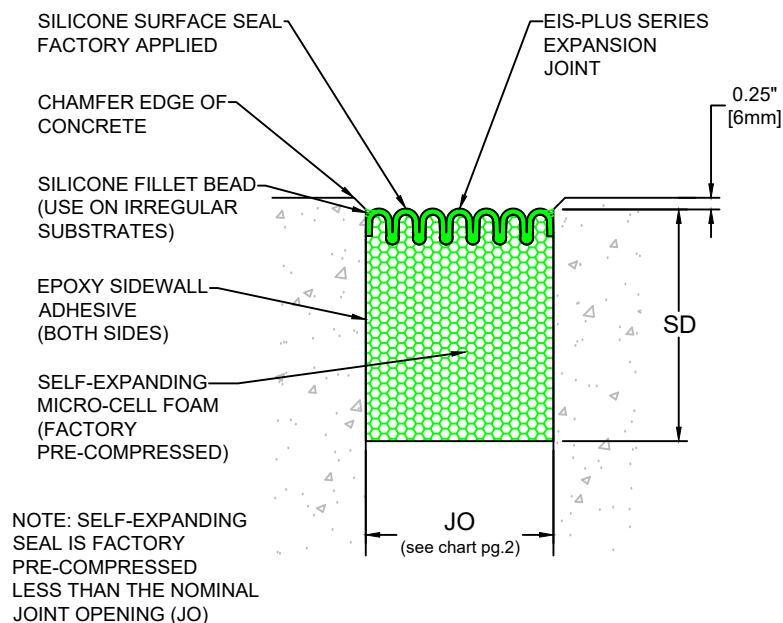 SILICONE SURFACE SEAL
FACTORY APPLIED
EIS-PLUS SERIES
EXPANSION
JOINT
CHAMFER EDGE OF
CONCRETE
0.25"
[6mm]
SILICONE FILLET BEAD
(USE ON IRREGULAR
SUBSTRATES)
EPOXY SIDEWALL
ADHESIVE
(BOTH SIDES)
SD
SELF-EXPANDING
MICRO-CELL FOAM
(FACTORY
PRE-COMPRESSED)
JO
(see chart pg.2)
NOTE: SELF-EXPANDING
SEAL IS FACTORY
PRE-COMPRESSED
LESS THAN THE NOMINAL
JOINT OPENING (JO)